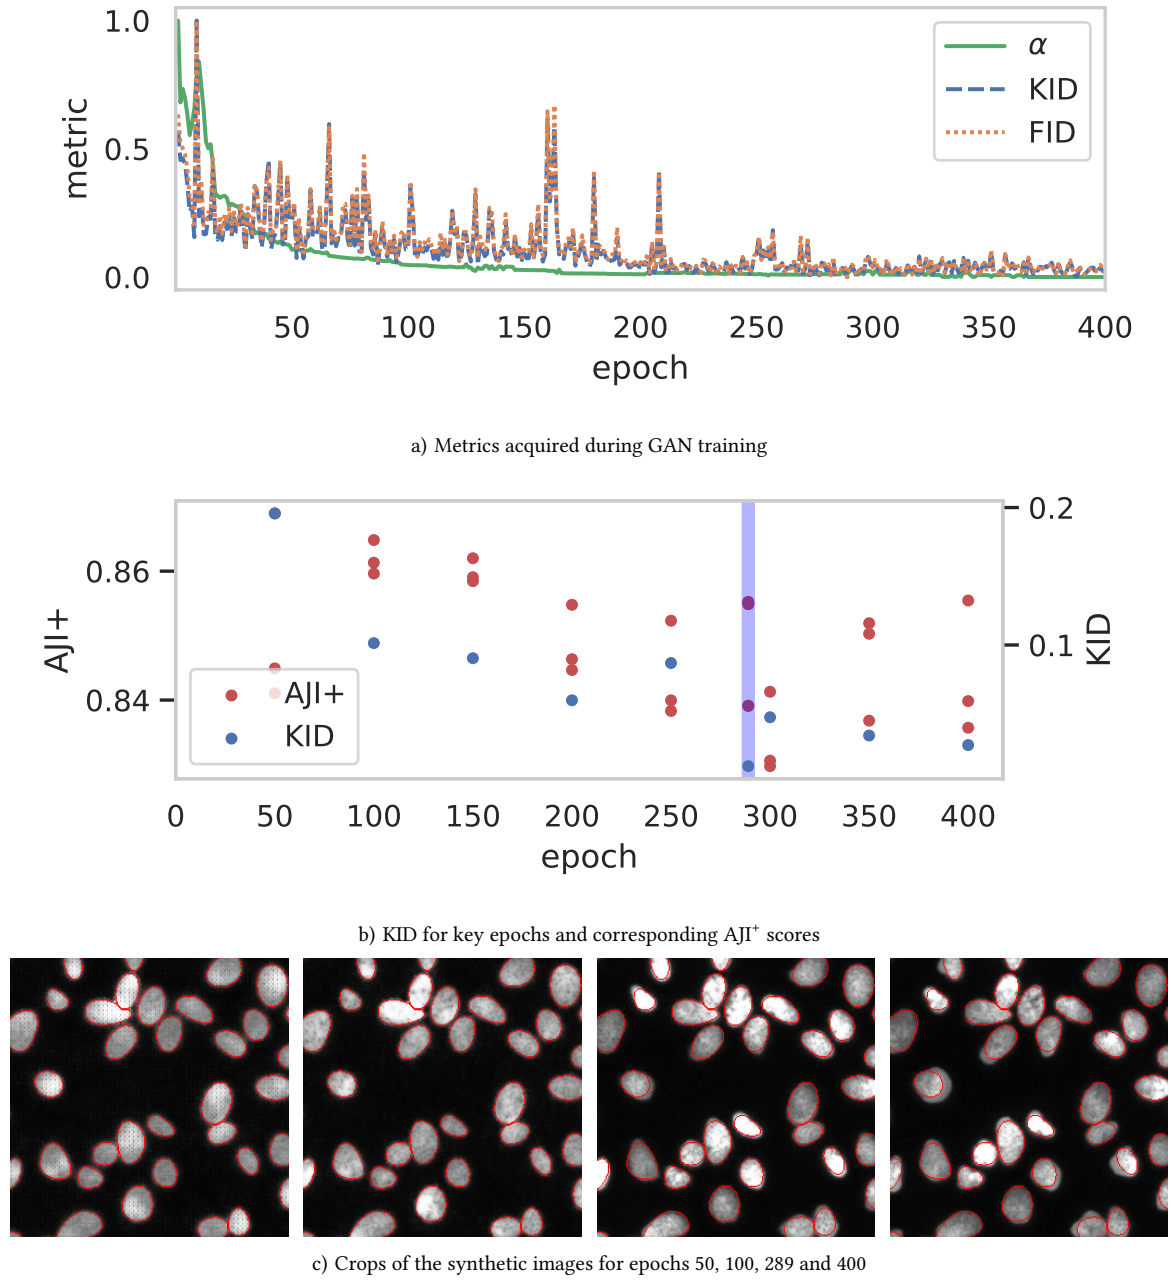 1.0
0.5
0.0
metric
α
KID
FID
50 100 150 200 250 300 350 400
epoch
a) Metrics acquired during GAN training
0.86
0.84
AJI+
0.2
0.1
KID
AJI+
KID
0 50 100 150 200 250 300 350 400
epoch
b) KID for key epochs and corresponding AJI⁺ scores
c) Crops of the synthetic images for epochs 50, 100, 289 and 400